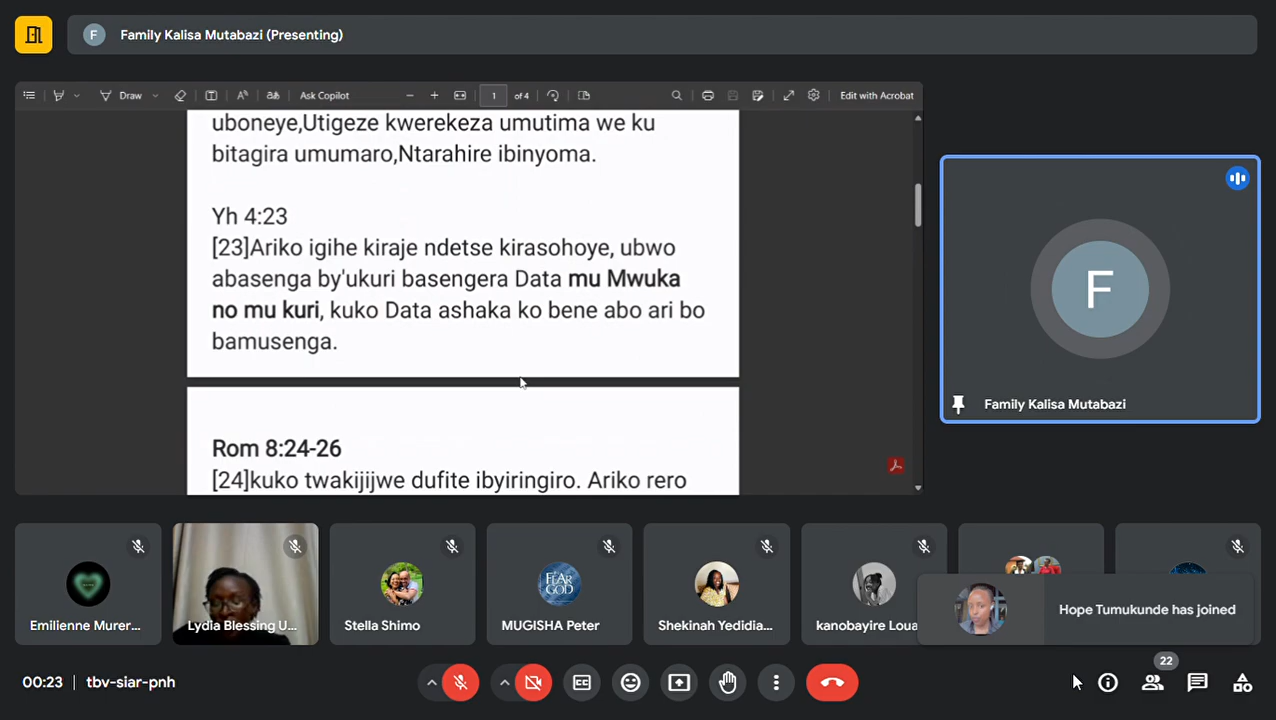 F
Family Kalisa Mutabazi (Presenting)
Draw
Ask Copilot
1
of 4
Edit with Acrobat
uboneye,Utigeze kwerekeza umutima we ku
bitagira umumaro,Ntarahire ibinyoma.
Yh 4:23
[23]Ariko igihe kiraje ndetse kirasohoye, ubwo
abasenga by'ukuri basengera Data mu Mwuka
no mu kuri, kuko Data ashaka ko bene abo ari bo
bamusenga.
Rom 8:24-26
[24]kuko twakijijwe dufite ibyiringiro. Ariko rero
F
Family Kalisa Mutabazi
Emilienne Murer...
Lydia Blessing U...
Stella Shimo
FEAR
GOD
MUGISHA Peter
Shekinah Yedidia...
kanobayire Loua
Hope Tumukunde has joined
00:23 | tbv-siar-pnh
22